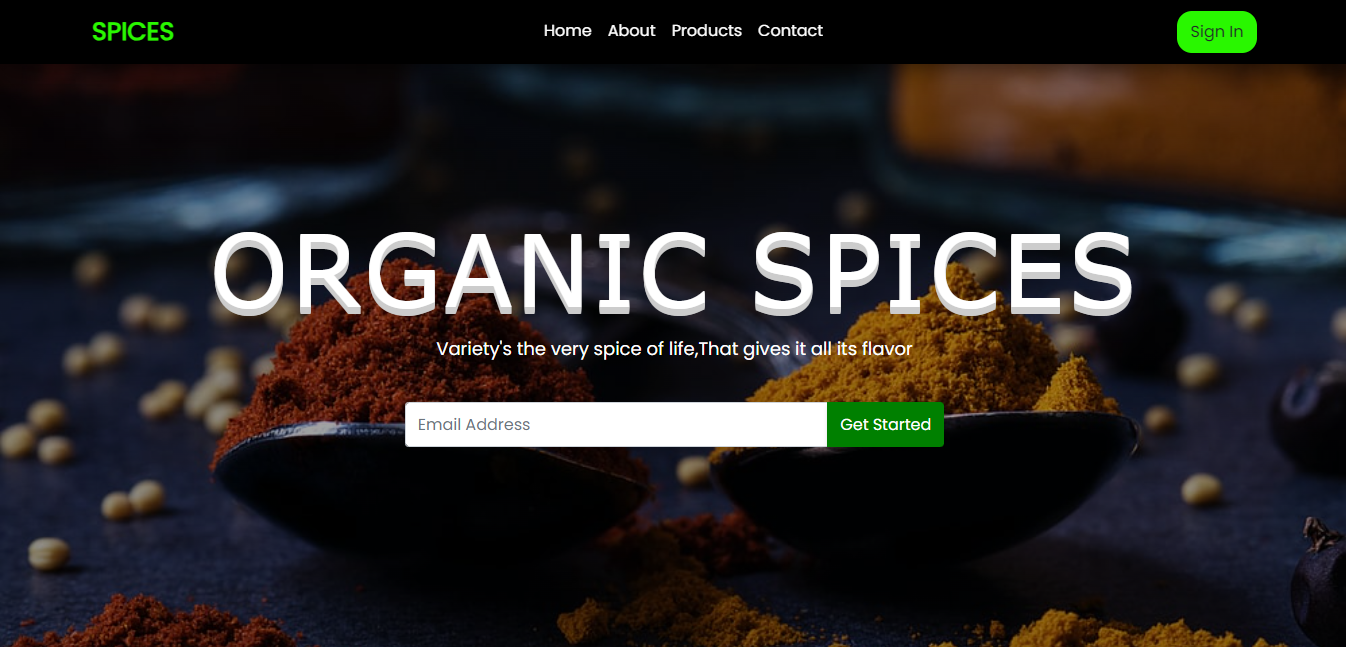 SPICES
Home About Products Contact
Sign In
ORGANIC SPICES
Variety's the very spice of life,That gives it all its flavor
Email Address
Get Started